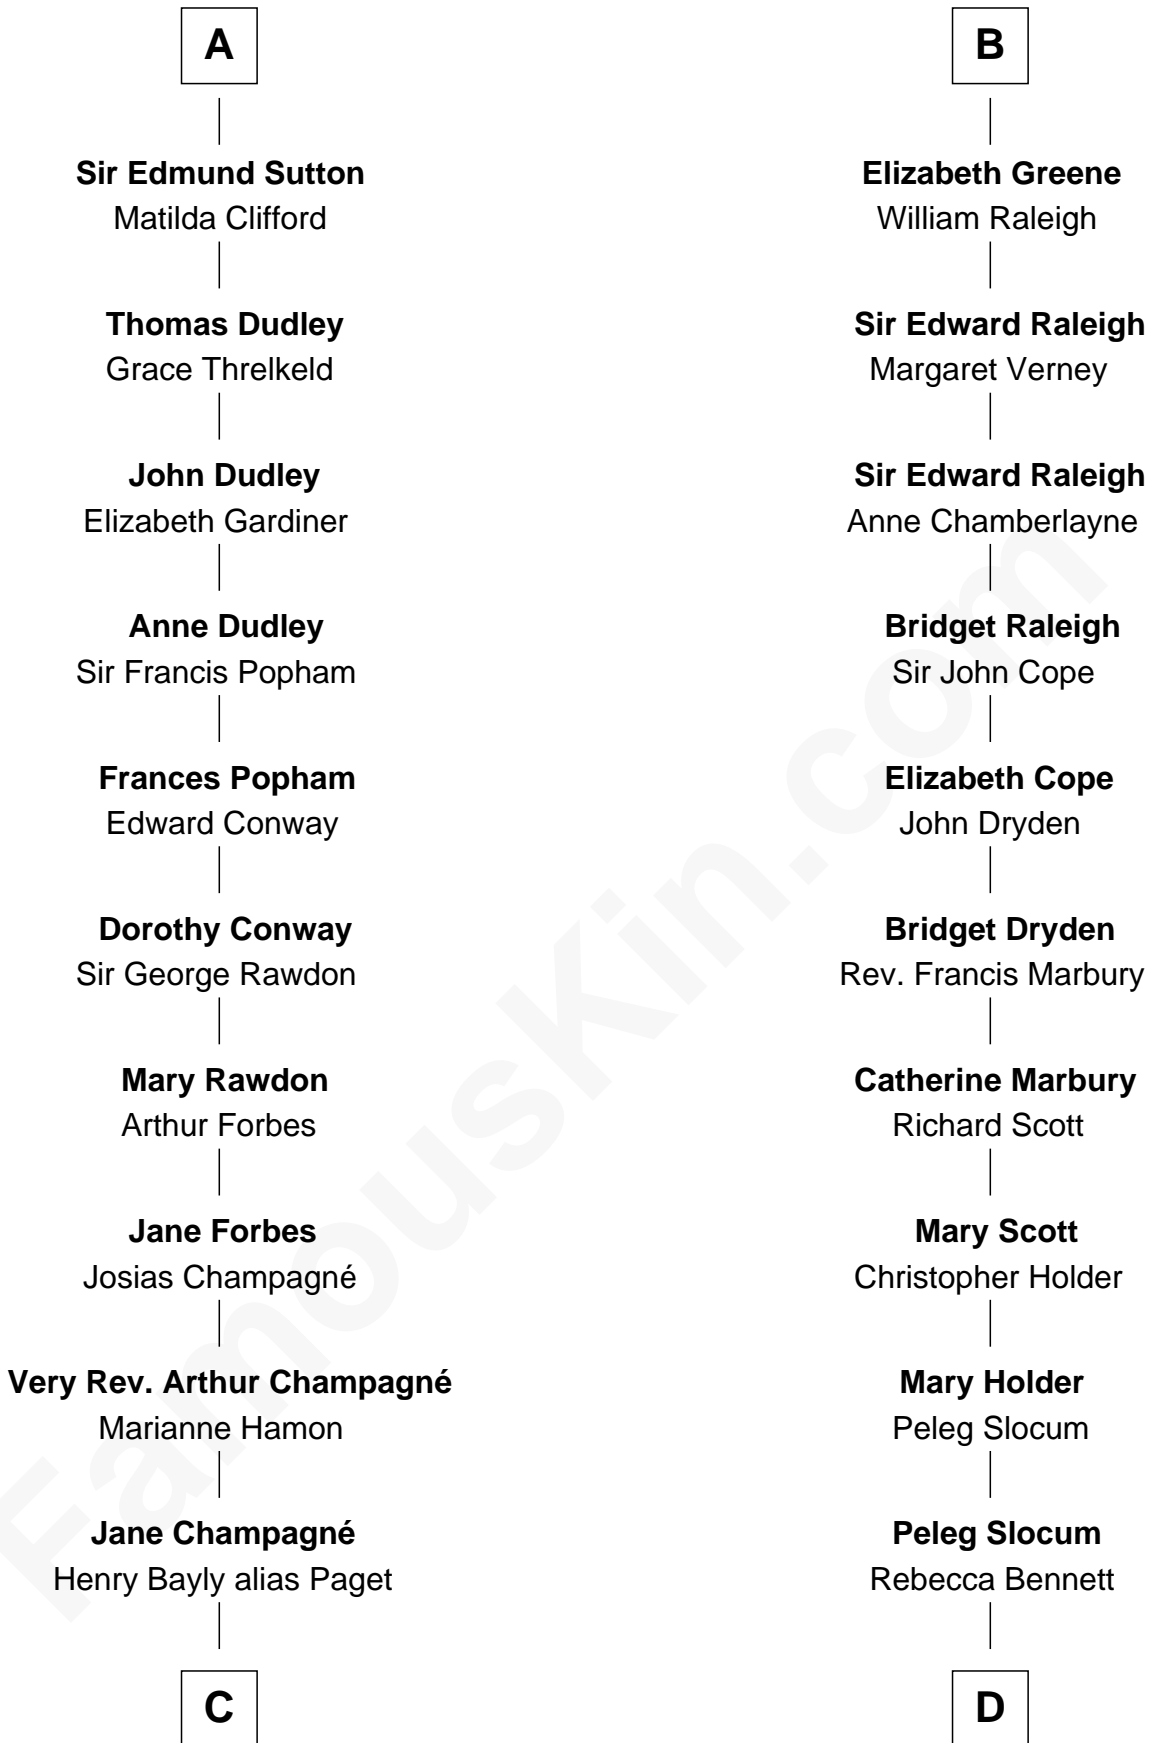 A
Sir Edmund Sutton
Matilda Clifford
Thomas Dudley
Grace Threlkeld
John Dudley
Elizabeth Gardiner
Anne Dudley
Sir Francis Popham
Frances Popham
Edward Conway
Dorothy Conway
Sir George Rawdon
Mary Rawdon
Arthur Forbes
Jane Forbes
Josias Champagné
Very Rev. Arthur Champagné
Marianne Hamon
Jane Champagné
Henry Bayly alias Paget
C
B
Elizabeth Greene
William Raleigh
Sir Edward Raleigh
Margaret Verney
Sir Edward Raleigh
Anne Chamberlayne
Bridget Raleigh
Sir John Cope
Elizabeth Cope
John Dryden
Bridget Dryden
Rev. Francis Marbury
Catherine Marbury
Richard Scott
Mary Scott
Christopher Holder
Mary Holder
Peleg Slocum
Peleg Slocum
Rebecca Bennett
D
FamousKin.com